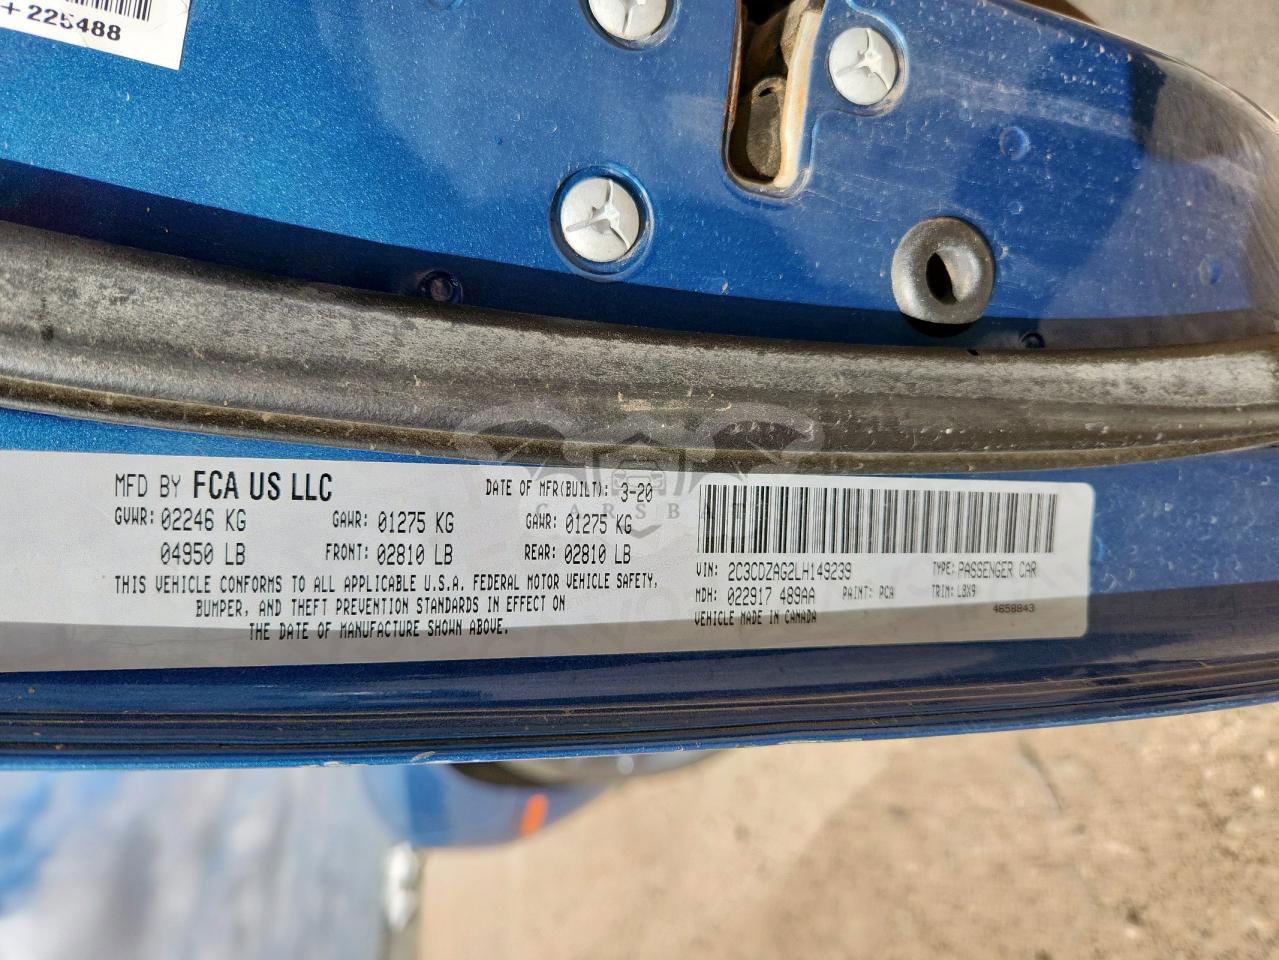 + 225488
MFD BY FCA US LLC
DATE OF MFR(BUILT): 3-20
GVWR: 02246 KG GAWR: 01275 KG GAWR: 01275 KG
04950 LB FRONT: 02810 LB REAR: 02810 LB
THIS VEHICLE CONFORMS TO ALL APPLICABLE U.S.A. FEDERAL MOTOR VEHICLE SAFETY,
BUMPER, AND THEFT PREVENTION STANDARDS IN EFFECT ON
THE DATE OF MANUFACTURE SHOWN ABOVE.
VIN: 2C3CDZAG2LH149239 TYPE: PASSENGER CAR
MDH: 022917 489AA PAINT: PCA TRIM: L8X9
VEHICLE MADE IN CANADA 4658843